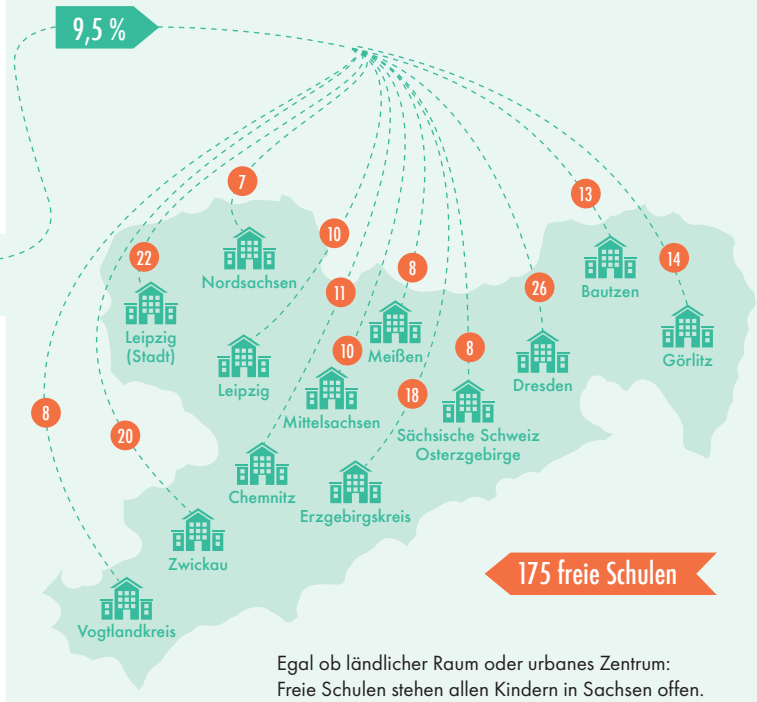 9,5 %
7
13
10
22
8
14
11
26
Nordsachsen
Bautzen
Leipzig
(Stadt)
10
8
Meißen
Görlitz
Leipzig
Dresden
8
18
Mittelsachsen
20
Sächsische Schweiz
Osterzgebirge
Chemnitz
Erzgebirgskreis
Zwickau
175 freie Schulen
Vogtlandkreis
Egal ob ländlicher Raum oder urbanes Zentrum:
Freie Schulen stehen allen Kindern in Sachsen offen.